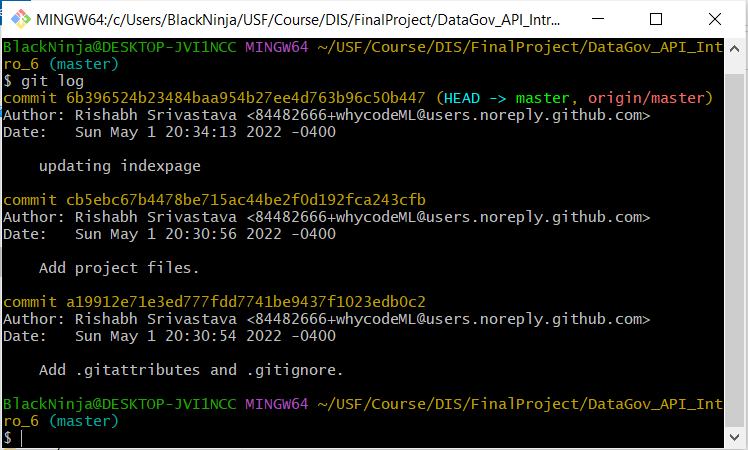 MINGW64:/c/Users/BlackNinja/USF/Course/DIS/FinalProject/DataGov_API_Intr...
BlackNinja@DESKTOP-JVI1NCC MINGW64 ~/USF/Course/DIS/FinalProject/DataGov_API_Int
ro_6 (master)
$ git log
commit 6b396524b23484baa954b27ee4d763b96c50b447 (HEAD -> master, origin/master)
Author: Rishabh Srivastava <84482666+whycodeML@users.noreply.github.com>
Date:   Sun May 1 20:34:13 2022 -0400
    updating indexpage
commit cb5ebc67b4478be715ac44be2f0d192fca243cfb
Author: Rishabh Srivastava <84482666+whycodeML@users.noreply.github.com>
Date:   Sun May 1 20:30:56 2022 -0400
    Add project files.
commit a19912e71e3ed777fdd7741be9437f1023edb0c2
Author: Rishabh Srivastava <84482666+whycodeML@users.noreply.github.com>
Date:   Sun May 1 20:30:54 2022 -0400
    Add .gitattributes and .gitignore.
BlackNinja@DESKTOP-JVI1NCC MINGW64 ~/USF/Course/DIS/FinalProject/DataGov_API_Int
ro_6 (master)
$